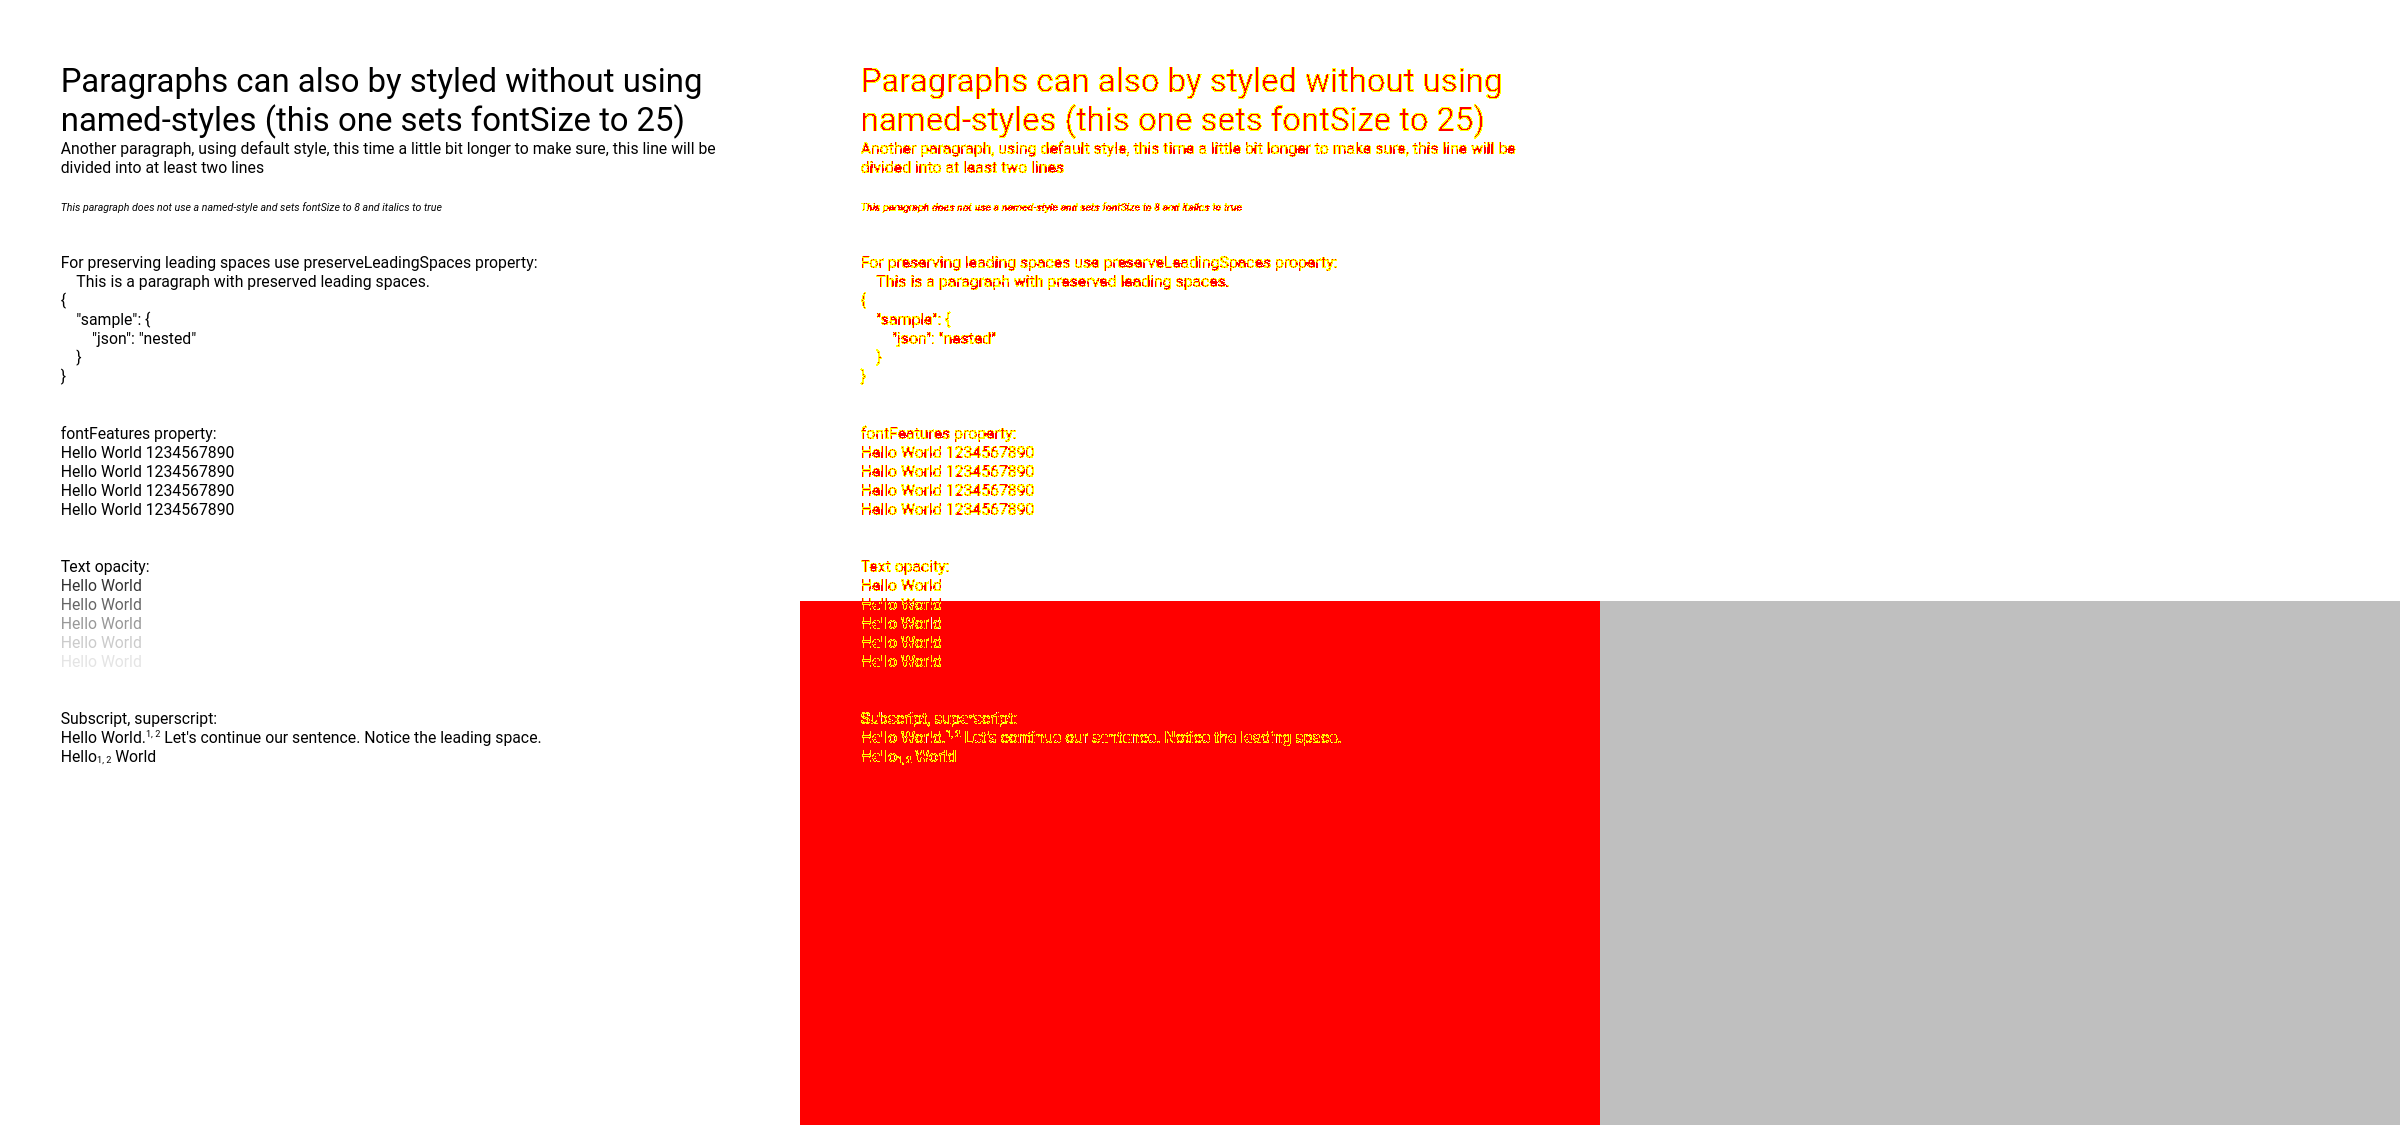 Paragraphs can also by styled without using
named-styles (this one sets fontSize to 25)
Another paragraph, using default style, this time a little bit longer to make sure, this line will be
divided into at least two lines
This paragraph does not use a named-style and sets fontSize to 8 and italics to true
For preserving leading spaces use preserveLeadingSpaces property:
    This is a paragraph with preserved leading spaces.
{
    "sample": {
        "json": "nested"
    }
}
fontFeatures property:
Hello World 1234567890
Hello World 1234567890
Hello World 1234567890
Hello World 1234567890
Text opacity:
Hello World
Hello World
Hello World
Hello World
Hello World
Subscript, superscript:
Hello World.1, 2 Let's continue our sentence. Notice the leading space.
Hello1, 2 World
Paragraphs can also by styled without using
named-styles (this one sets fontSize to 25)
Another paragraph, using default style, this time a little bit longer to make sure, this line will be
divided into at least two lines
This paragraph does not use a named-style and sets fontSize to 8 and italics to true
For preserving leading spaces use preserveLeadingSpaces property:
    This is a paragraph with preserved leading spaces.
{
    "sample": {
        "json": "nested"
    }
}
fontFeatures property:
Hello World 1234567890
Hello World 1234567890
Hello World 1234567890
Hello World 1234567890
Text opacity:
Hello World
Hello World
Hello World
Hello World
Hello World
Subscript, superscript:
Hello World.1, 2 Let's continue our sentence. Notice the leading space.
Hello1, 2 World